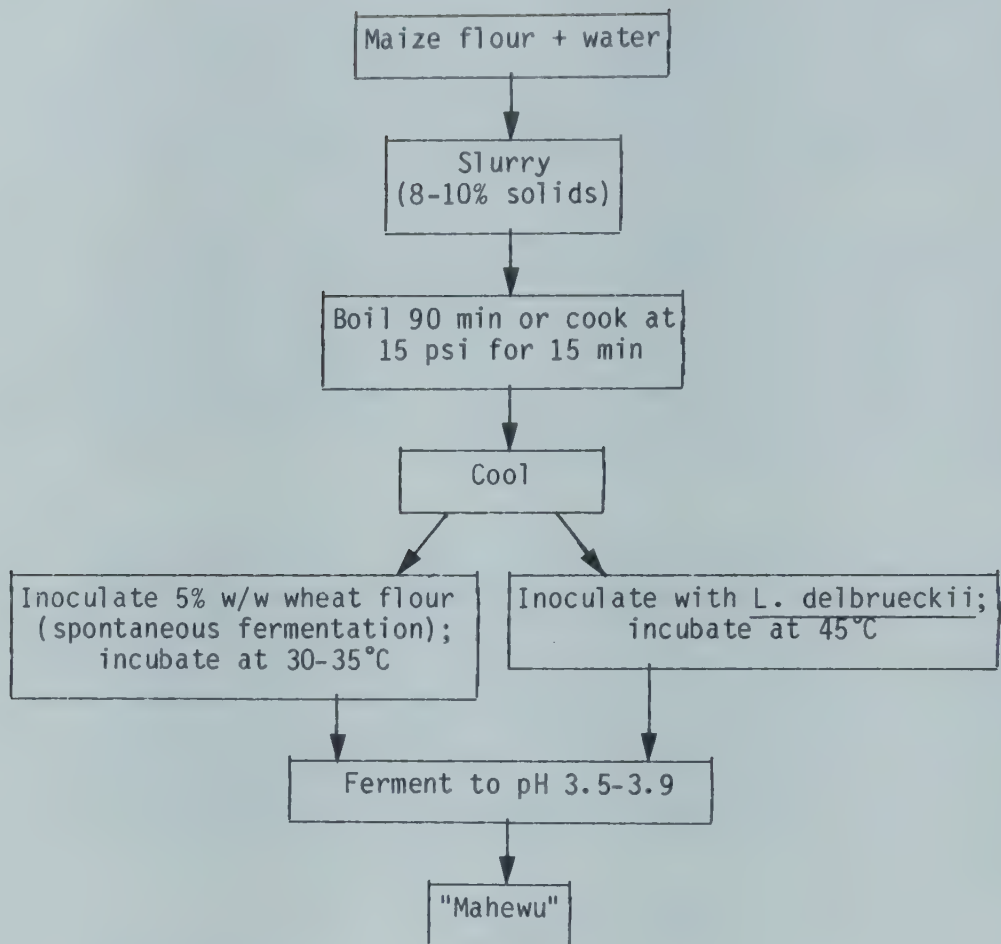 Maize flour + water
Slurry
(8-10% solids)
Boil 90 min or cook at
15 psi for 15 min
Cool
Inoculate 5% w/w wheat flour
(spontaneous fermentation);
incubate at 30-35°C
Inoculate with L. delbrueckii;
incubate at 45°C
Ferment to pH 3.5-3.9
"Mahewu"